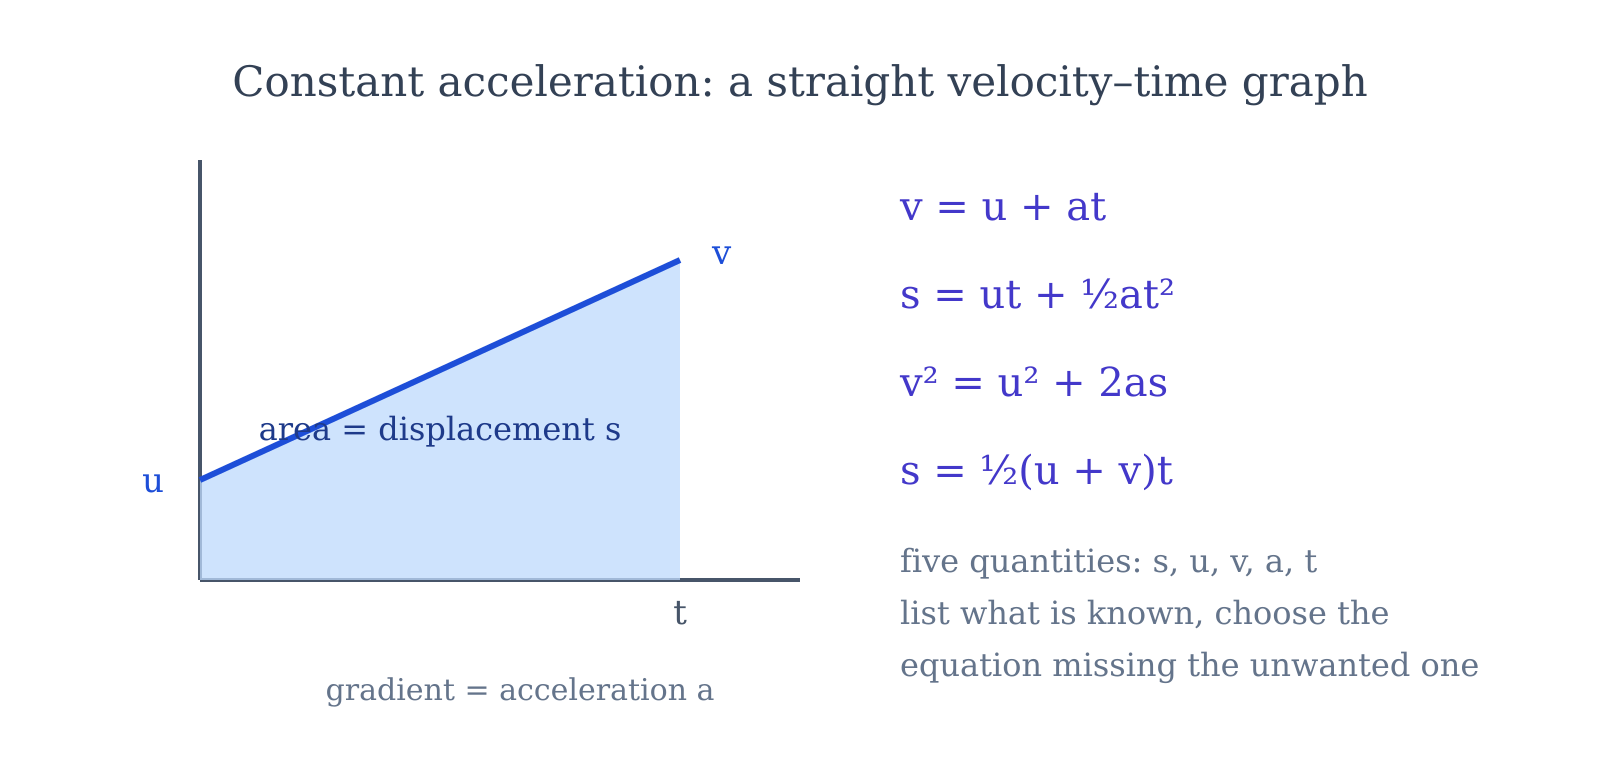 Constant acceleration: a straight velocity–time graph
v
u
area = displacement s
t
gradient = acceleration a
v = u + at
s = ut + ½at²
v² = u² + 2as
s = ½(u + v)t
five quantities: s, u, v, a, t
list what is known, choose the
equation missing the unwanted one